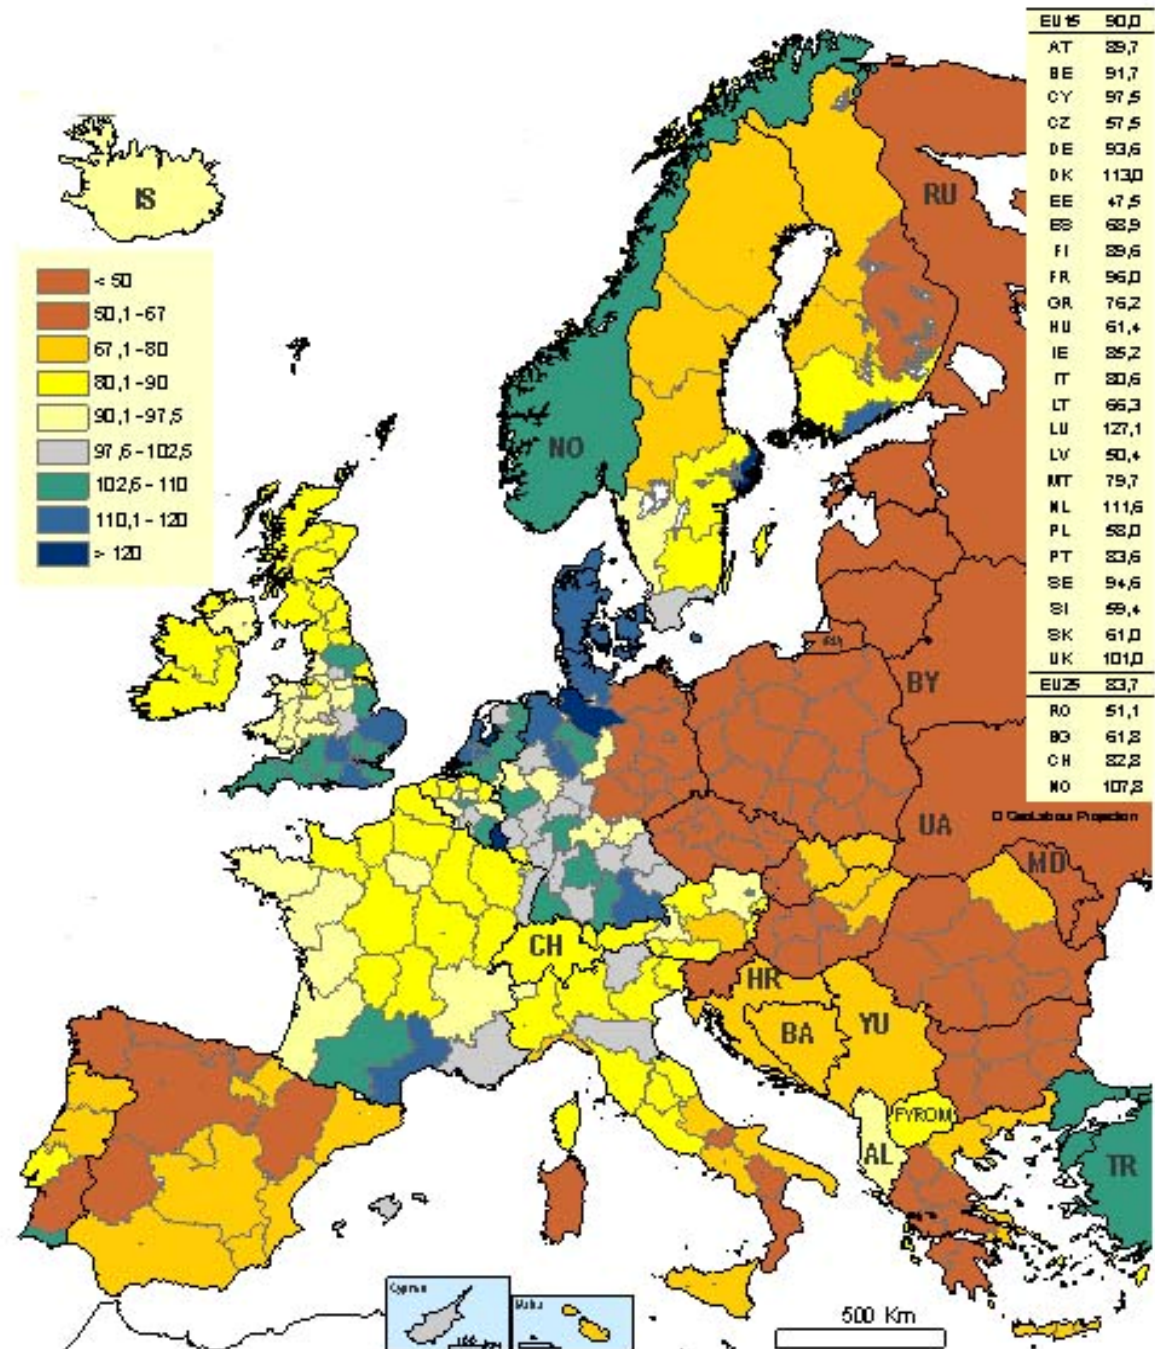 EU15 90,0
AT 89,7
BE 91,7
CY 97,5
CZ 57,5
DE 93,6
DK 113,0
EE 47,5
ES 68,9
FI 89,6
FR 96,0
GR 76,2
HU 61,4
IE 85,2
IT 80,6
LT 66,3
LU 127,1
LV 50,4
MT 79,7
NL 111,6
PL 58,0
PT 83,6
SE 94,6
SI 59,4
SK 61,0
UK 101,0
EU25 83,7
RO 51,1
BG 61,8
CH 82,8
NO 107,8
© GeoLabour Projection
IS
< 50
50,1 - 67
67,1 - 80
80,1 - 90
90,1 - 97,5
97,6 - 102,5
102,6 - 110
110,1 - 120
> 120
RU
NO
BY
UA
MD
CH
HR
BA
YU
FYROM
AL
TR
Cyprus
100 Km
Malta
500 Km